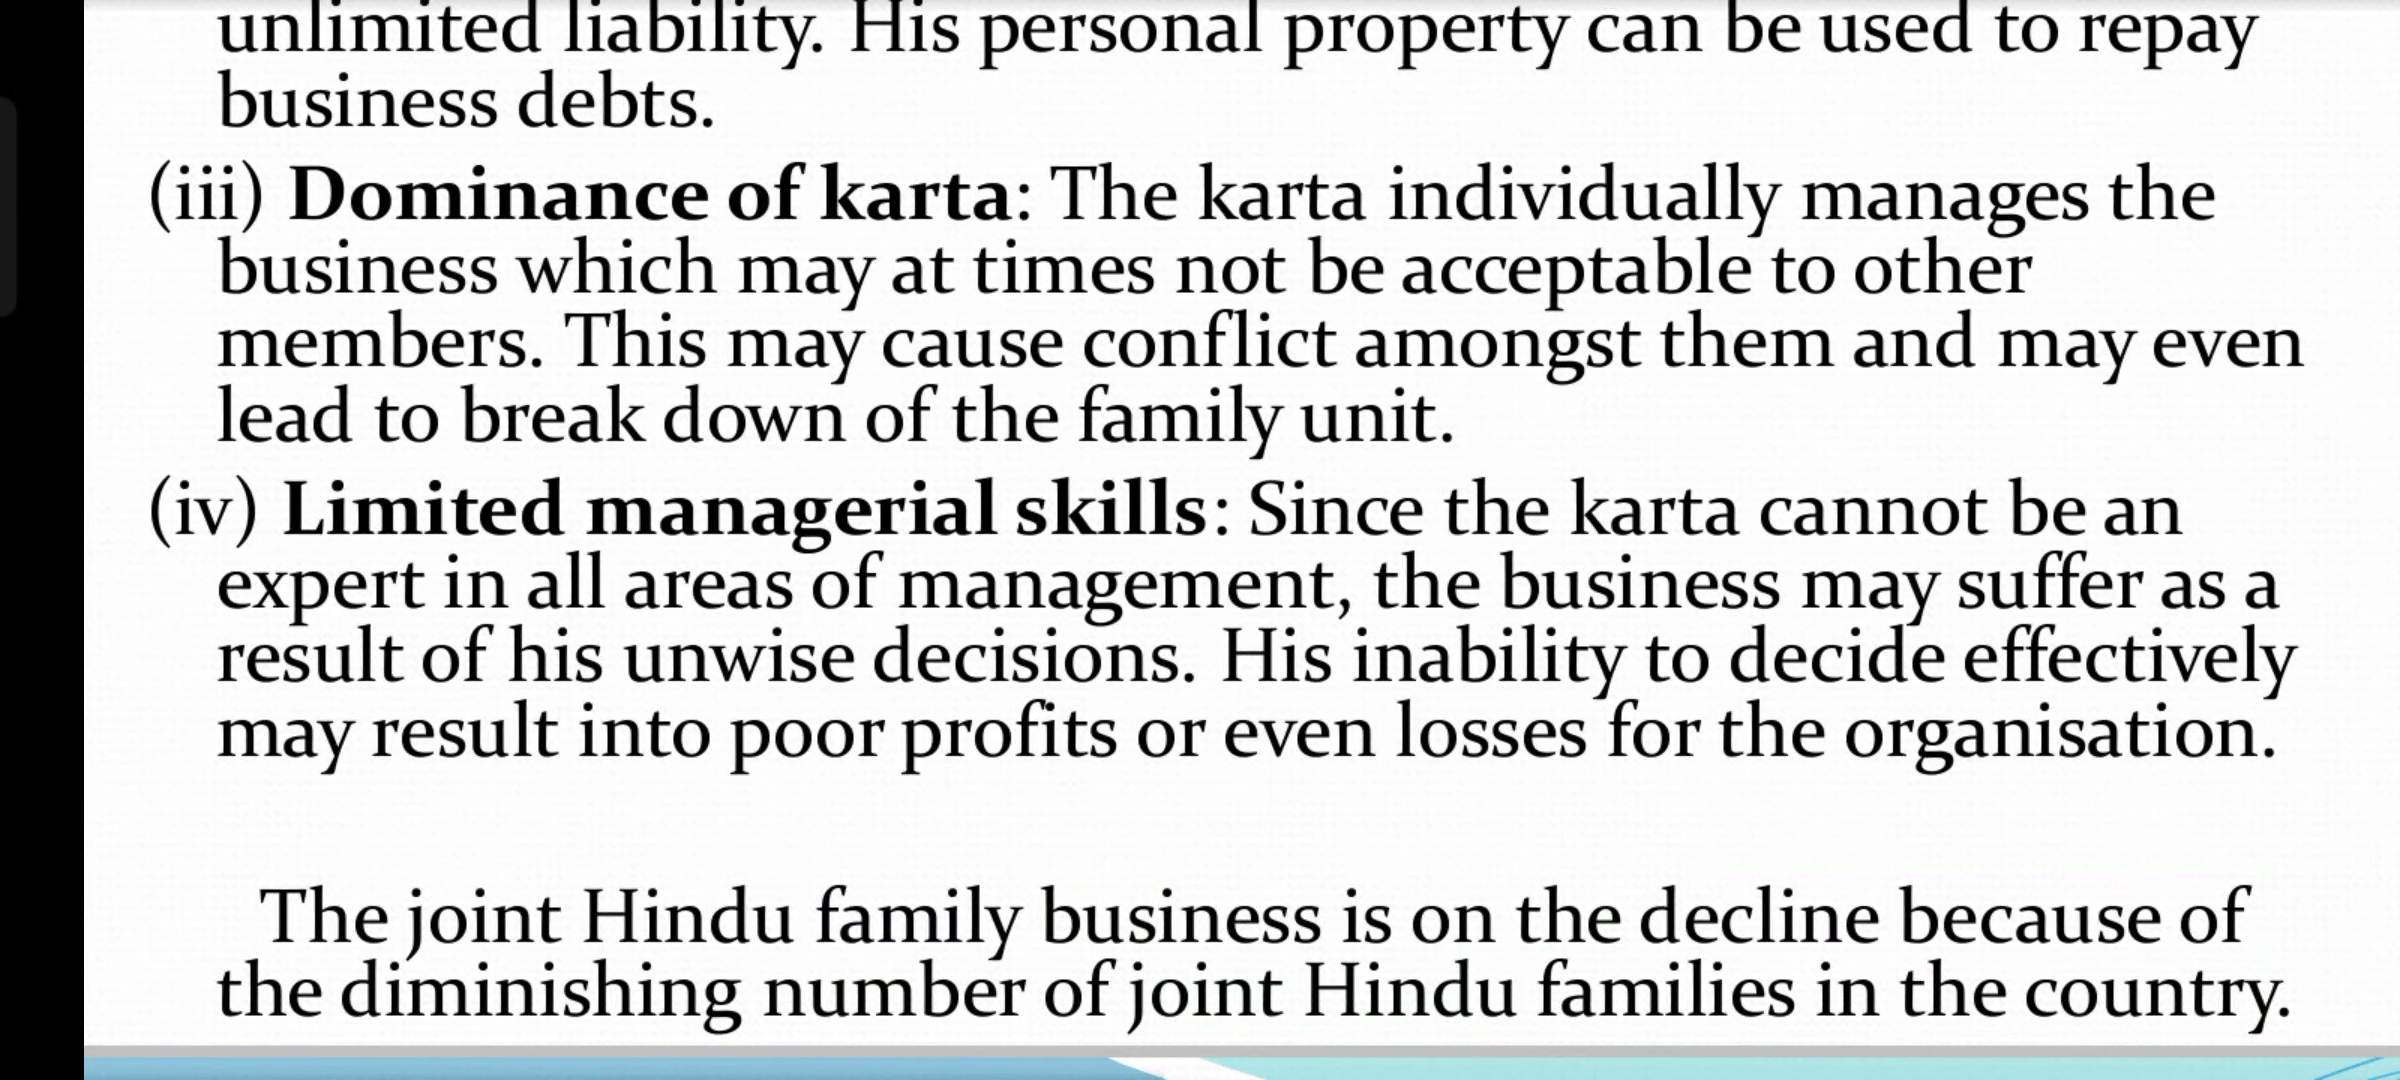 unlimited liability. His personal property can be used to repay
business debts.
(iii) Dominance of karta: The karta individually manages the
business which may at times not be acceptable to other
members. This may cause conflict amongst them and may even
lead to break down of the family unit.
(iv) Limited managerial skills: Since the karta cannot be an
expert in all areas of management, the business may suffer as a
result of his unwise decisions. His inability to decide effectively
may result into poor profits or even losses for the organisation.
The joint Hindu family business is on the decline because of
the diminishing number of joint Hindu families in the country.